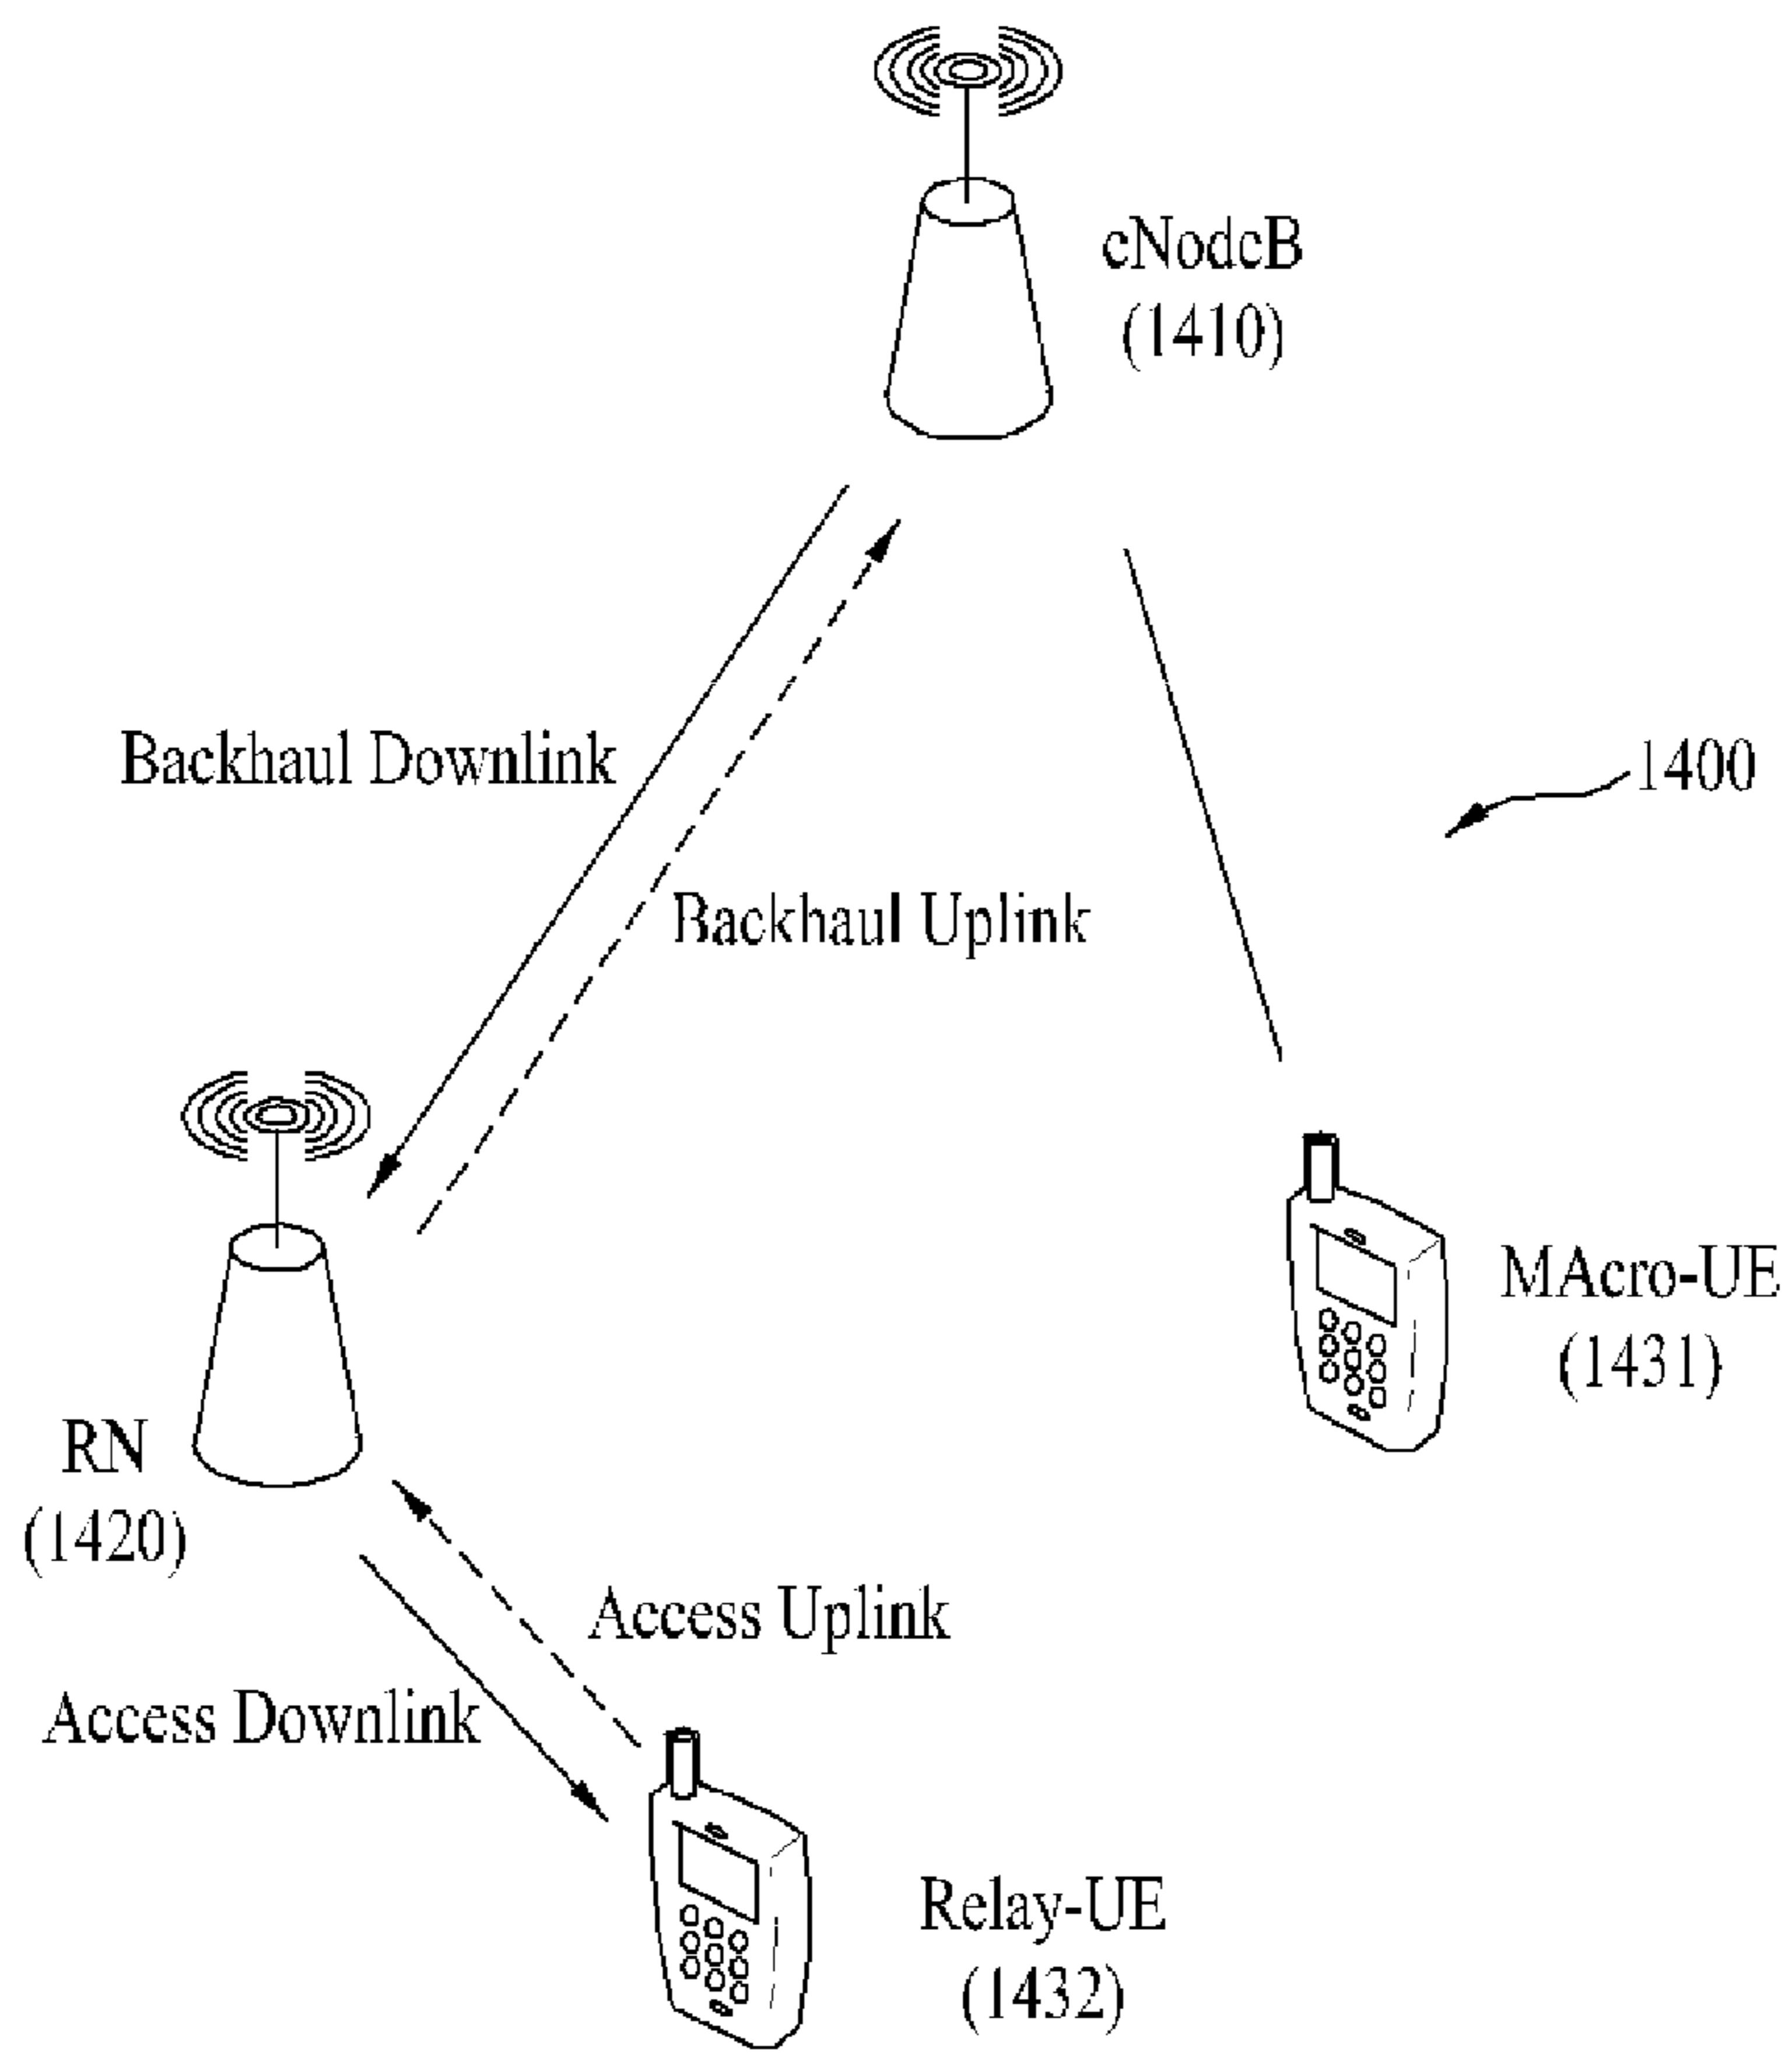 cNodcB
(1410)
Backhaul Downlink
1400
Backhaul Uplink
MAcro-UE
(1431)
RN
(1420)
Access Uplink
Access Downlink
Relay-UE
(1432)